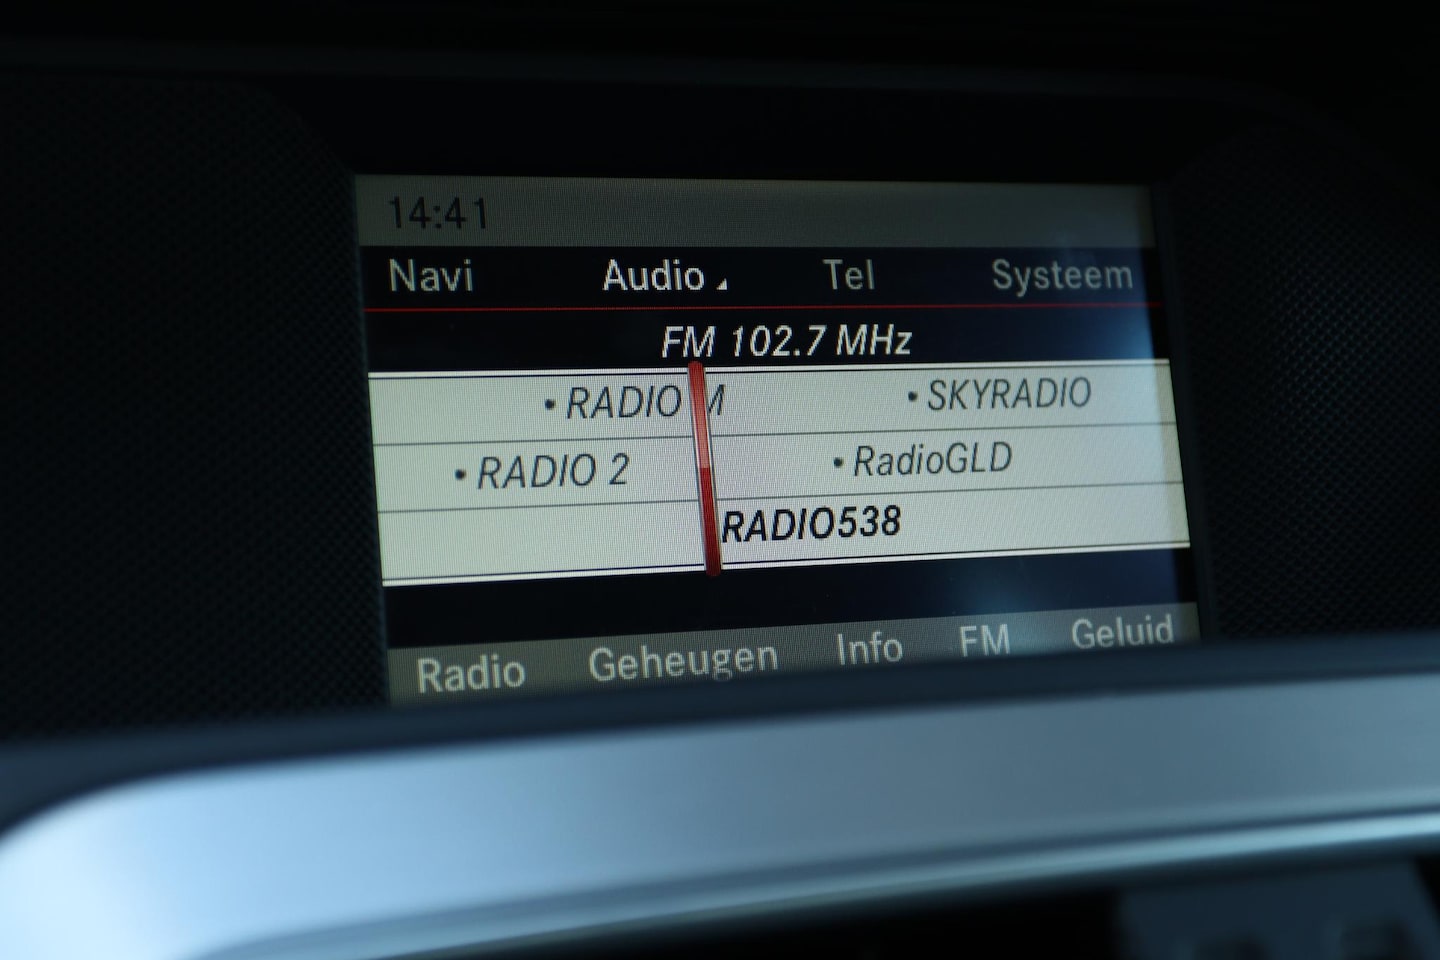 14:41
Navi Audio Tel Systeem
FM 102.7 MHz
• RADIO M • SKYRADIO
• RADIO 2 • RadioGLD
RADIO538
Radio Geheugen Info FM Geluid